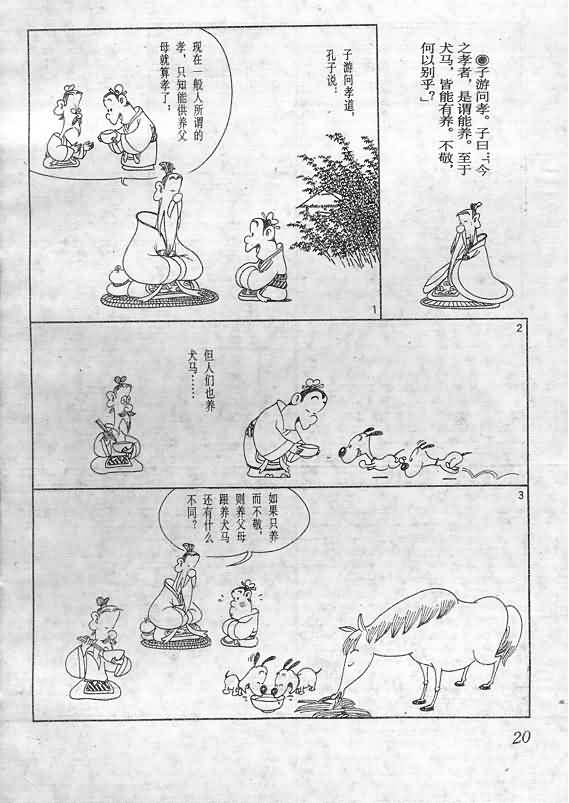 ◉子游问孝。子曰：“今
之孝者，是谓能养。至于
犬马，皆能有养。不敬，
何以别乎？”
子游问孝道，
孔子说：
现在一般人所谓的
孝，只知能供养父
母就算孝了，
1
2
但人们也养
犬马……
3
如果只养
而不敬，
则养父母
跟养犬马
还有什么
不同？
20